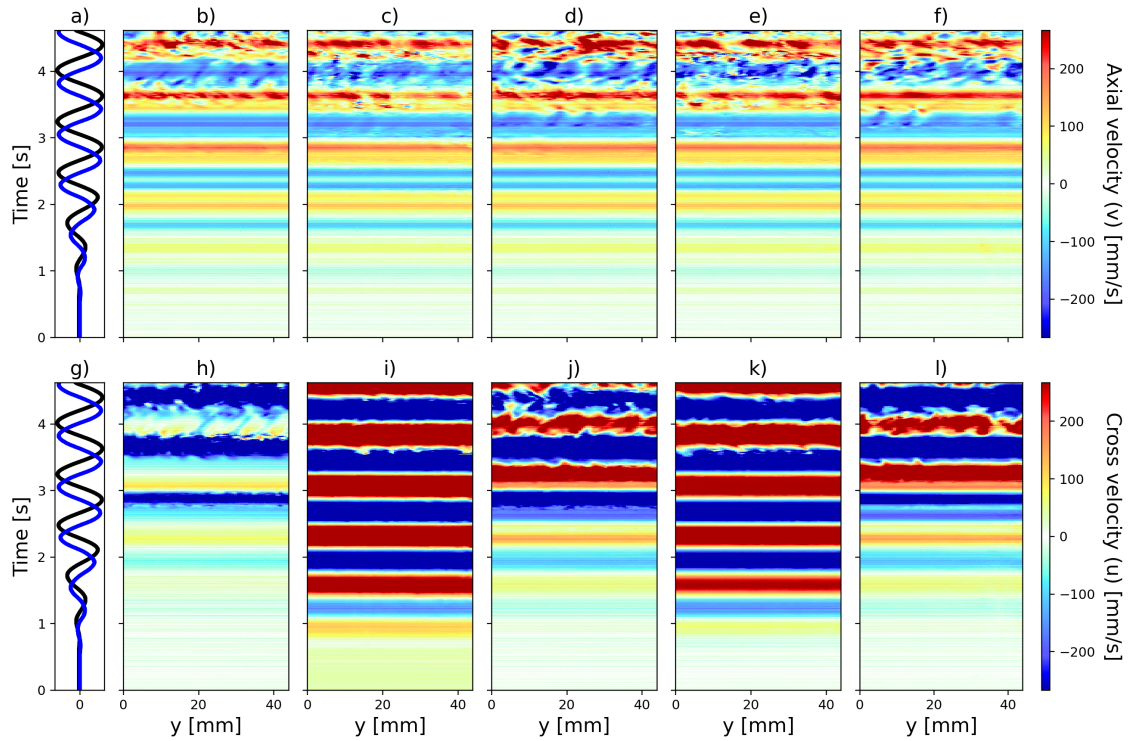 a) b) c) d) e) f)
4
3
2
1
0
Time [s]
200
100
0
−100
−200
Axial velocity (v) [mm/s]
g) h) i) j) k) l)
4
3
2
1
0
Time [s]
0 0 20 40 0 20 40 0 20 40 0 20 40 0 20 40
y [mm] y [mm] y [mm] y [mm] y [mm]
200
100
0
−100
−200
Cross velocity (u) [mm/s]